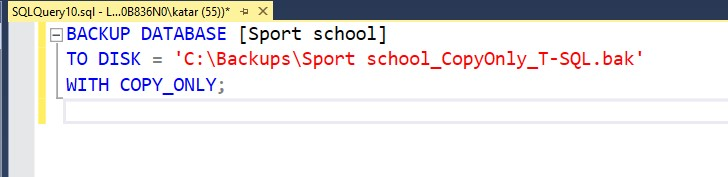 SQLQuery10.sql - L...0B836N0\katar (55))*
BACKUP DATABASE [Sport school]
TO DISK = 'C:\Backups\Sport school_CopyOnly_T-SQL.bak'
WITH COPY_ONLY;